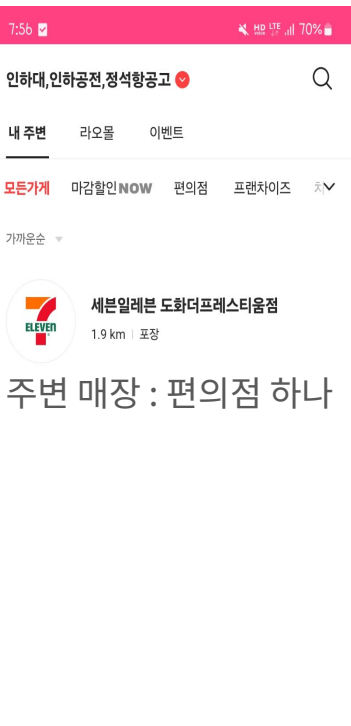 7:56 HD voice LTE 70%
인하대,인하공전,정석항공고
내 주변 라오몰 이벤트
모든가게 마감할인NOW 편의점 프랜차이즈
가까운순
7 ELEVEN
세븐일레븐 도화더프레스티움점
1.9 km | 포장
주변 매장 : 편의점 하나